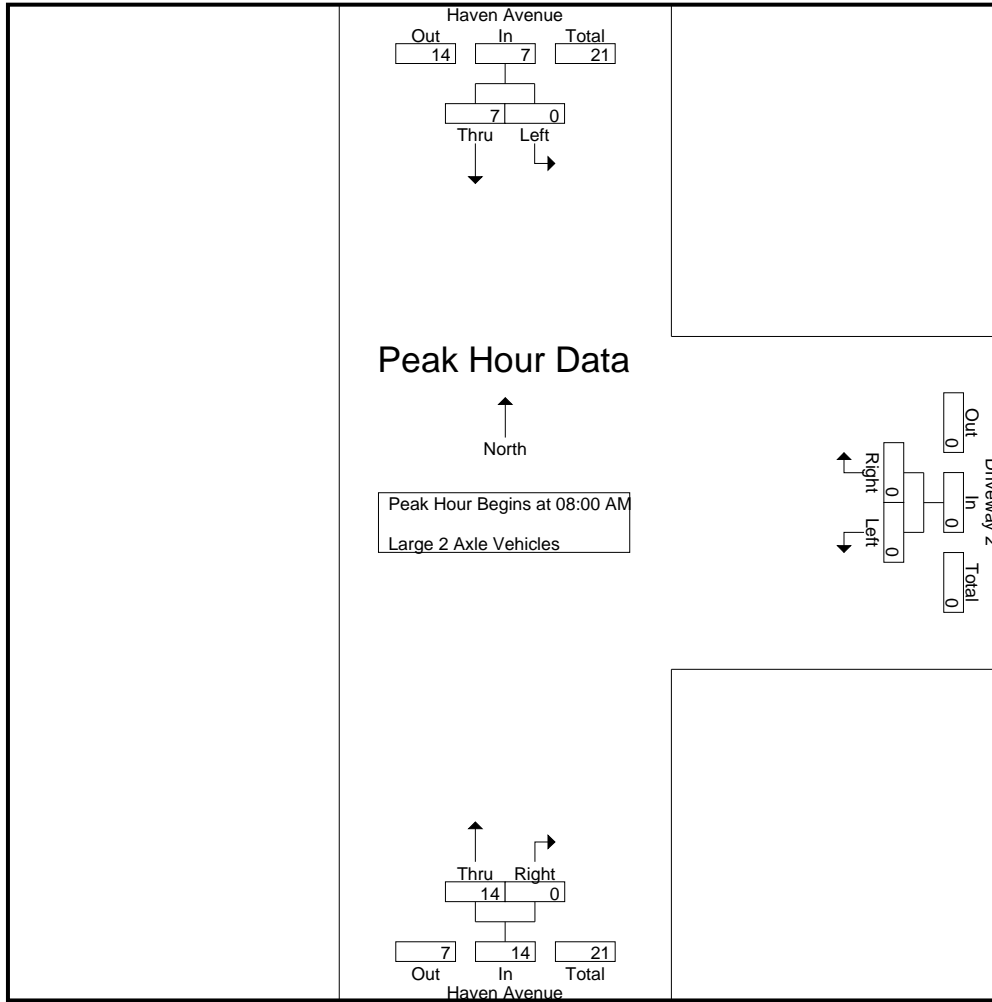 Haven Avenue
Out In Total
14 7 21
7 0
Thru Left
Peak Hour Data
North
Peak Hour Begins at 08:00 AM
Large 2 Axle Vehicles
Driveway 2
Out In Total
0 0 0
Right Left
0 0
Thru Right
14 0
7 14 21
Out In Total
Haven Avenue